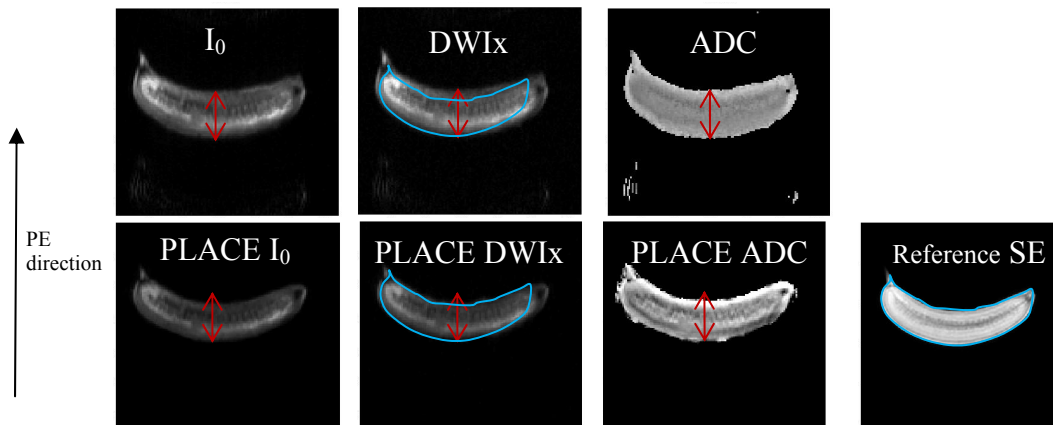 I₀
DWIx
ADC
PE
direction
PLACE I₀
PLACE DWIx
PLACE ADC
Reference SE